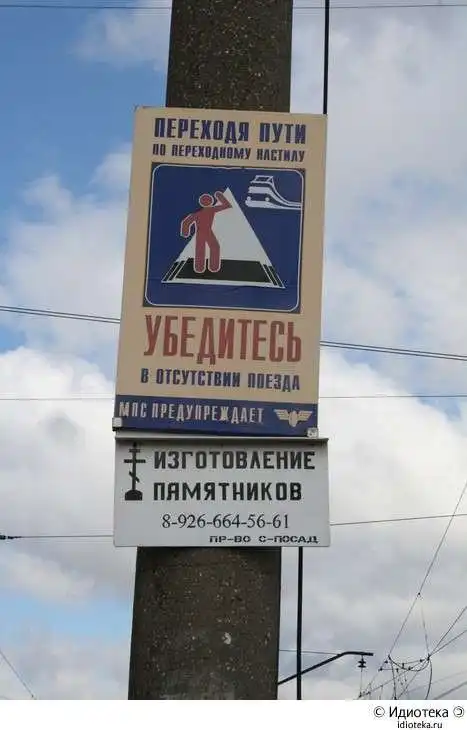 ПЕРЕХОДЯ ПУТИ
ПО ПЕРЕХОДНОМУ НАСТИЛУ
УБЕДИТЕСЬ
В ОТСУТСТВИИ ПОЕЗДА
МПС ПРЕДУПРЕЖДАЕТ
ИЗГОТОВЛЕНИЕ
ПАМЯТНИКОВ
8-926-664-56-61
ПР-ВО С-ПОСАД
© Идиотека
idioteka.ru